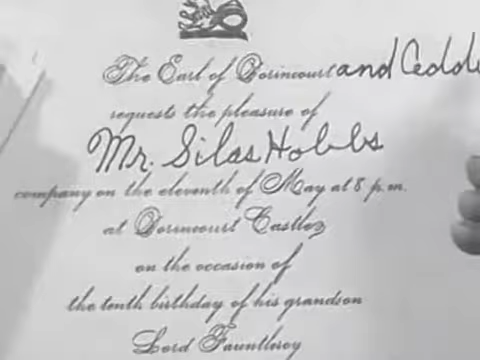 The Earl of Dorincourt and
requests the pleasure of
Mr. Silas Hobbs
company on the eleventh of May at 8 p.m.
at Dorincourt Castle
on the occasion of
the tenth birthday of his grandson
Lord Fauntleroy